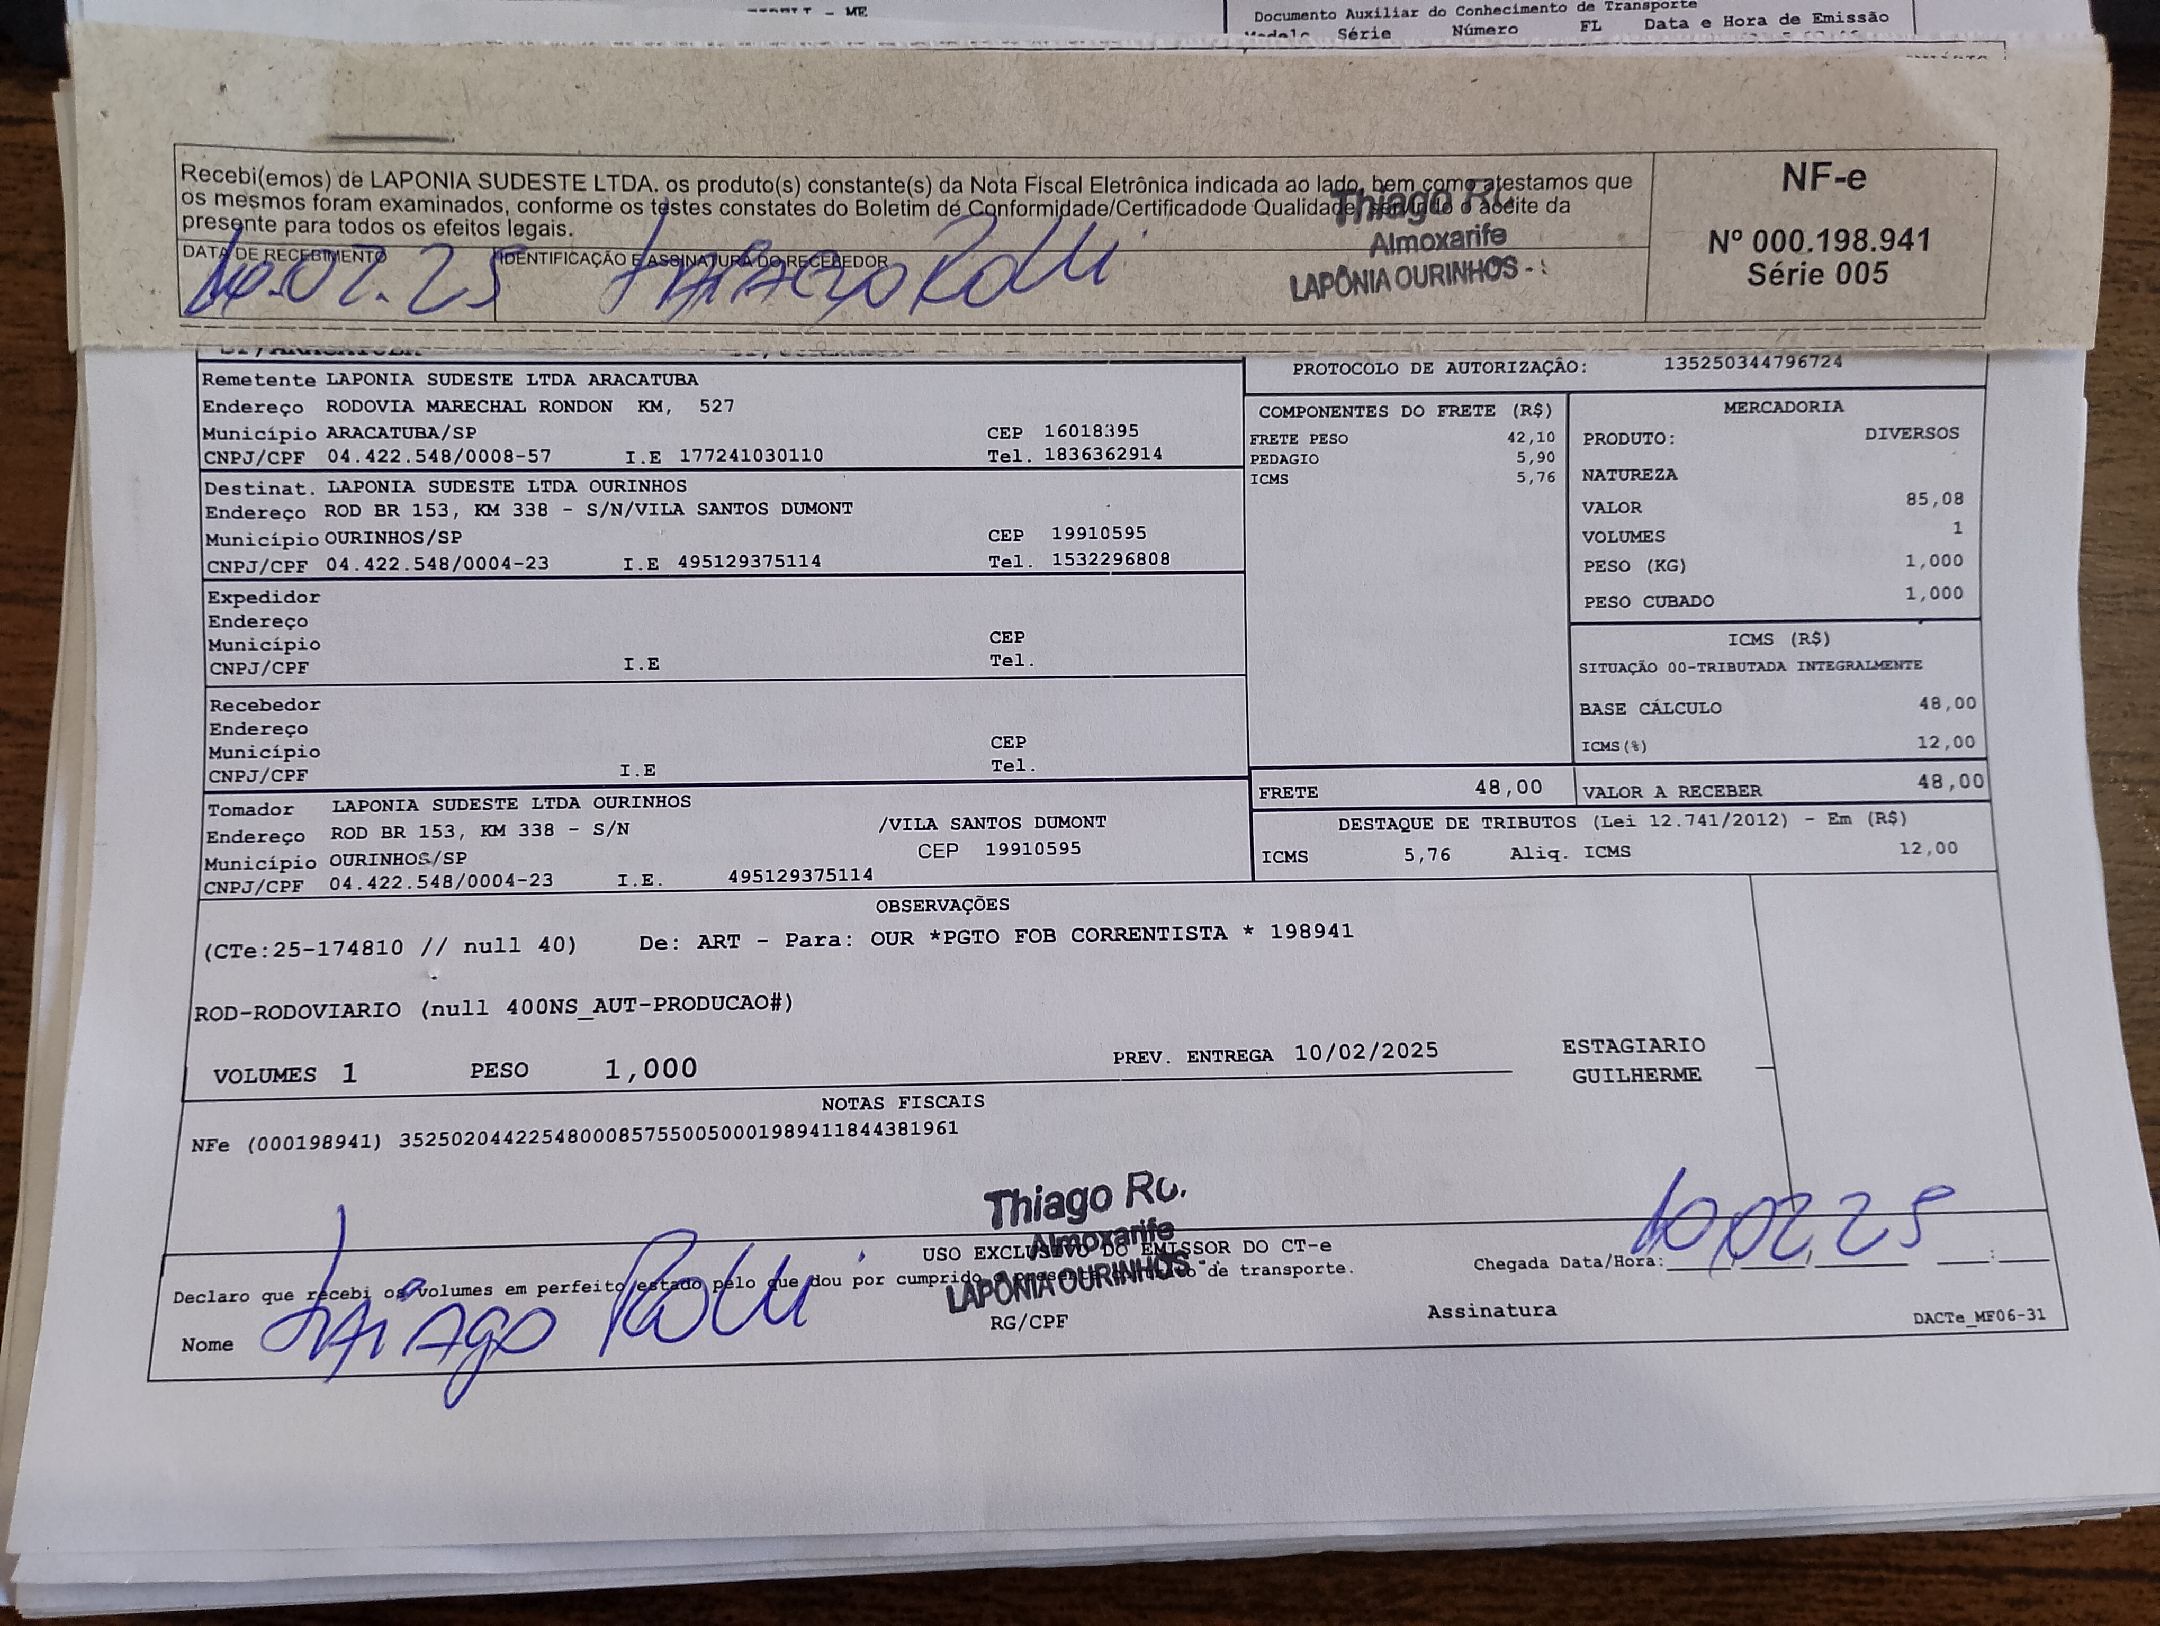 ME
Documento Auxiliar do Conhecimento de Transporte
Modelo Série Número FL Data e Hora de Emissão
Recebi(emos) de LAPONIA SUDESTE LTDA. os produto(s) constante(s) da Nota Fiscal Eletrônica indicada ao lado, bem como atestamos que
os mesmos foram examinados, conforme os testes constates do Boletim de Conformidade/Certificadode Qualidade, servindo o aceite da
presente para todos os efeitos legais.
DATA DE RECEBIMENTO IDENTIFICAÇÃO E ASSINATURA DO RECEBEDOR
10.02.25 Thiago
Thiago
Almoxarife
LAPÔNIA OURINHOS -
NF-e
Nº 000.198.941
Série 005
Remetente LAPONIA SUDESTE LTDA ARACATUBA
Endereço RODOVIA MARECHAL RONDON KM, 527
Município ARACATUBA/SP CEP 16018395
CNPJ/CPF 04.422.548/0008-57 I.E 177241030110 Tel. 1836362914
Destinat. LAPONIA SUDESTE LTDA OURINHOS
Endereço ROD BR 153, KM 338 - S/N/VILA SANTOS DUMONT
Município OURINHOS/SP CEP 19910595
CNPJ/CPF 04.422.548/0004-23 I.E 495129375114 Tel. 1532296808
Expedidor
Endereço
Município CEP
CNPJ/CPF I.E Tel.
Recebedor
Endereço
Município CEP
CNPJ/CPF I.E Tel.
Tomador LAPONIA SUDESTE LTDA OURINHOS
Endereço ROD BR 153, KM 338 - S/N /VILA SANTOS DUMONT
Município OURINHOS/SP CEP 19910595
CNPJ/CPF 04.422.548/0004-23 I.E. 495129375114
PROTOCOLO DE AUTORIZAÇÃO: 135250344796724
COMPONENTES DO FRETE (R$)
FRETE PESO 42,10
PEDAGIO 5,90
ICMS 5,76
MERCADORIA
PRODUTO: DIVERSOS
NATUREZA
VALOR 85,08
VOLUMES 1
PESO (KG) 1,000
PESO CUBADO 1,000
ICMS (R$)
SITUAÇÃO 00-TRIBUTADA INTEGRALMENTE
BASE CÁLCULO 48,00
ICMS(%) 12,00
FRETE 48,00 VALOR A RECEBER 48,00
DESTAQUE DE TRIBUTOS (Lei 12.741/2012) - Em (R$)
ICMS 5,76 Aliq. ICMS 12,00
OBSERVAÇÕES
(CTe:25-174810 // null 40) De: ART - Para: OUR *PGTO FOB CORRENTISTA * 198941
ROD-RODOVIARIO (null 400NS_AUT-PRODUCAO#)
VOLUMES 1 PESO 1,000 PREV. ENTREGA 10/02/2025
ESTAGIARIO
GUILHERME
NOTAS FISCAIS
NFe (000198941) 35250204422548000857550050001989411844381961
Thiago
Almoxarife
LAPÔNIA OURINHOS -
USO EXCLUSIVO DO EMISSOR DO CT-e
Declaro que recebi os volumes em perfeito estado pelo que dou por cumprido o presente contrato de transporte.
Chegada Data/Hora: 10.02.25 :
Nome Thiago RG/CPF Assinatura
DACTe_MF06-31